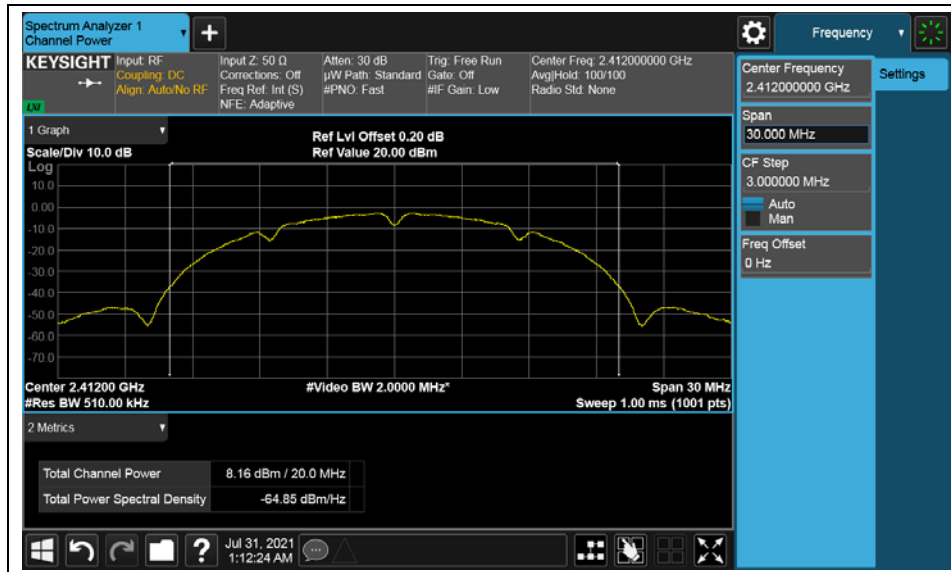 Spectrum Analyzer 1
Channel Power
+
Frequency
KEYSIGHT
Input: RF
Coupling: DC
Align: Auto/No RF
LXI
Input Z: 50 Ω
Corrections: Off
Freq Ref: Int (S)
NFE: Adaptive
Atten: 30 dB
µW Path: Standard
#PNO: Fast
Trig: Free Run
Gate: Off
#IF Gain: Low
Center Freq: 2.412000000 GHz
Avg|Hold: 100/100
Radio Std: None
Center Frequency
2.412000000 GHz
Settings
Span
30.000 MHz
CF Step
3.000000 MHz
Auto
Man
Freq Offset
0 Hz
1 Graph
Ref Lvl Offset 0.20 dB
Scale/Div 10.0 dB
Ref Value 20.00 dBm
Log
10.0
0.00
-10.0
-20.0
-30.0
-40.0
-50.0
-60.0
-70.0
Center 2.41200 GHz
#Video BW 2.0000 MHz*
Span 30 MHz
#Res BW 510.00 kHz
Sweep 1.00 ms (1001 pts)
2 Metrics
Total Channel Power 8.16 dBm / 20.0 MHz
Total Power Spectral Density -64.85 dBm/Hz
?
Jul 31, 2021
1:12:24 AM